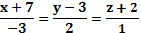 x + 7 / -3 = y - 3 / 2 = z + 2 / 1